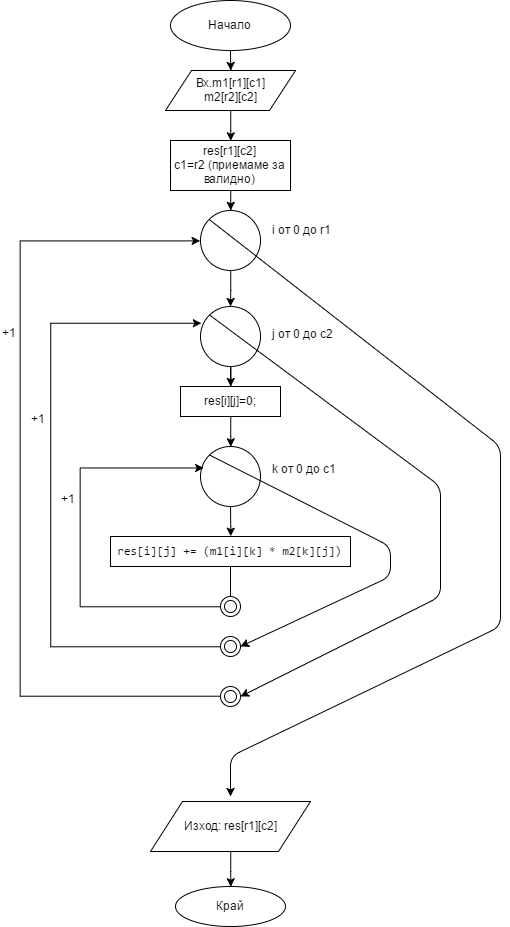 Начало
Вх.m1[r1][c1]
m2[r2][c2]
res[r1][c2]
c1=r2 (приемаме за
валидно)
i от 0 до r1
+1
j от 0 до c2
+1
res[i][j]=0;
k от 0 до c1
+1
res[i][j] += (m1[i][k] * m2[k][j])
Изход: res[r1][c2]
Край